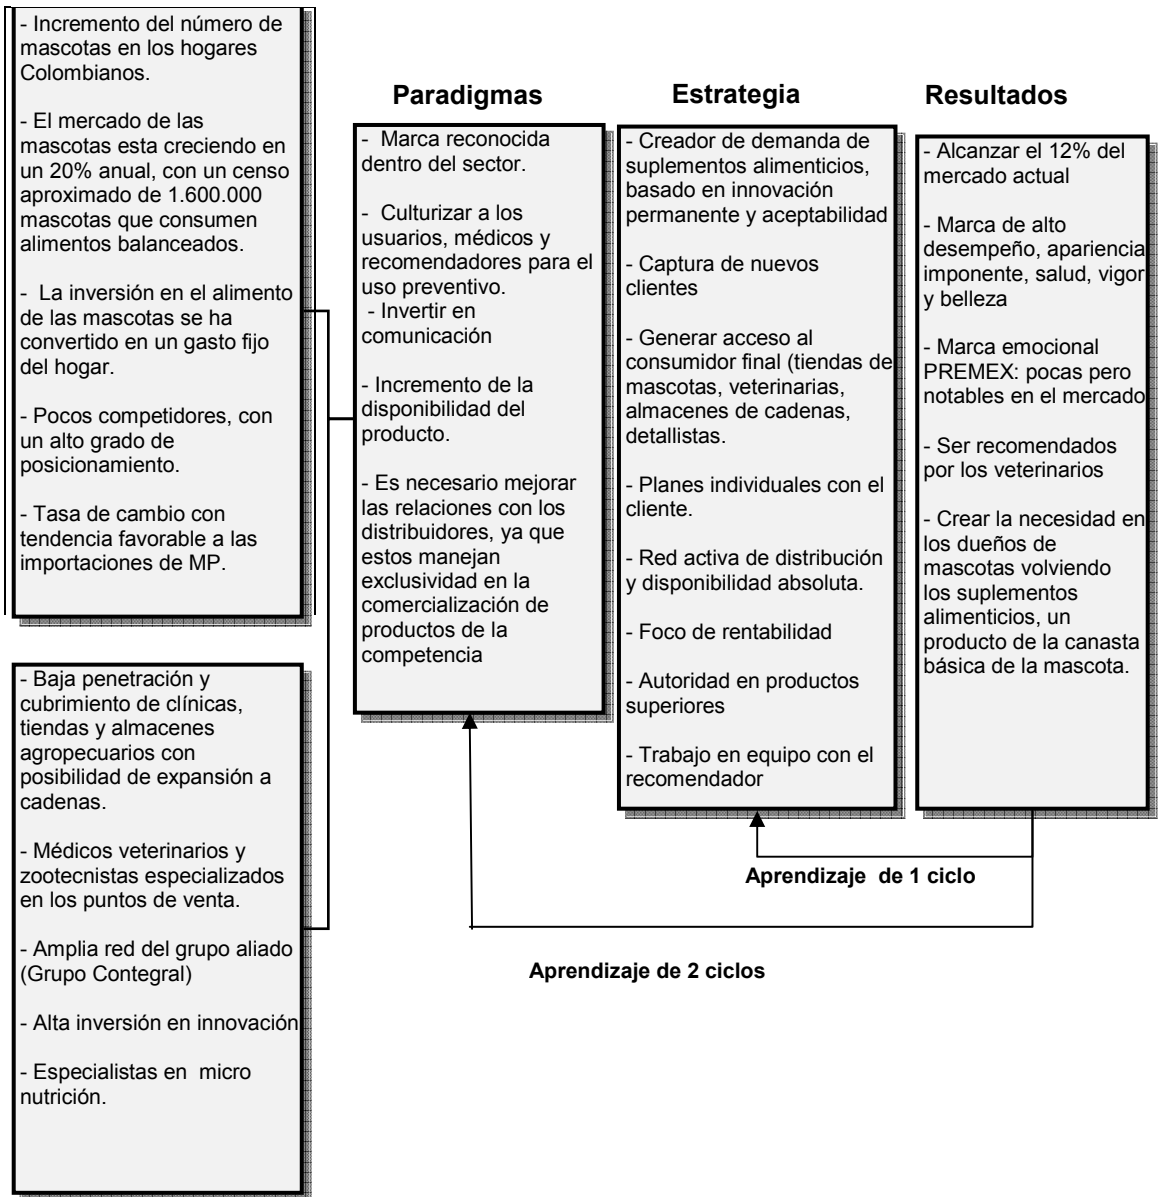 - Incremento del número de
mascotas en los hogares
Colombianos.
- El mercado de las
mascotas esta creciendo en
un 20% anual, con un censo
aproximado de 1.600.000
mascotas que consumen
alimentos balanceados.
- La inversión en el alimento
de las mascotas se ha
convertido en un gasto fijo
del hogar.
- Pocos competidores, con
un alto grado de
posicionamiento.
- Tasa de cambio con
tendencia favorable a las
importaciones de MP.
- Baja penetración y
cubrimiento de clínicas,
tiendas y almacenes
agropecuarios con
posibilidad de expansión a
cadenas.
- Médicos veterinarios y
zootecnistas especializados
en los puntos de venta.
- Amplia red del grupo aliado
(Grupo Contegral)
- Alta inversión en innovación
- Especialistas en micro
nutrición.
Paradigmas
- Marca reconocida
dentro del sector.
- Culturizar a los
usuarios, médicos y
recomendadores para el
uso preventivo.
- Invertir en
comunicación
- Incremento de la
disponibilidad del
producto.
- Es necesario mejorar
las relaciones con los
distribuidores, ya que
estos manejan
exclusividad en la
comercialización de
productos de la
competencia
Estrategia
- Creador de demanda de
suplementos alimenticios,
basado en innovación
permanente y aceptabilidad
- Captura de nuevos
clientes
- Generar acceso al
consumidor final (tiendas de
mascotas, veterinarias,
almacenes de cadenas,
detallistas.
- Planes individuales con el
cliente.
- Red activa de distribución
y disponibilidad absoluta.
- Foco de rentabilidad
- Autoridad en productos
superiores
- Trabajo en equipo con el
recomendador
Resultados
- Alcanzar el 12% del
mercado actual
- Marca de alto
desempeño, apariencia
imponente, salud, vigor
y belleza
- Marca emocional
PREMEX: pocas pero
notables en el mercado
- Ser recomendados
por los veterinarios
- Crear la necesidad en
los dueños de
mascotas volviendo
los suplementos
alimenticios, un
producto de la canasta
básica de la mascota.
Aprendizaje de 1 ciclo
Aprendizaje de 2 ciclos